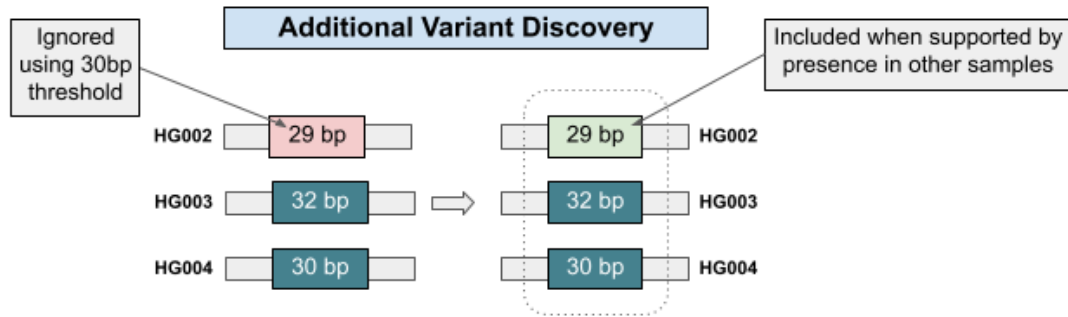 Additional Variant Discovery
Ignored
using 30bp
threshold
Included when supported by
presence in other samples
HG002
29 bp
29 bp
HG002
HG003
32 bp
32 bp
HG003
HG004
30 bp
30 bp
HG004